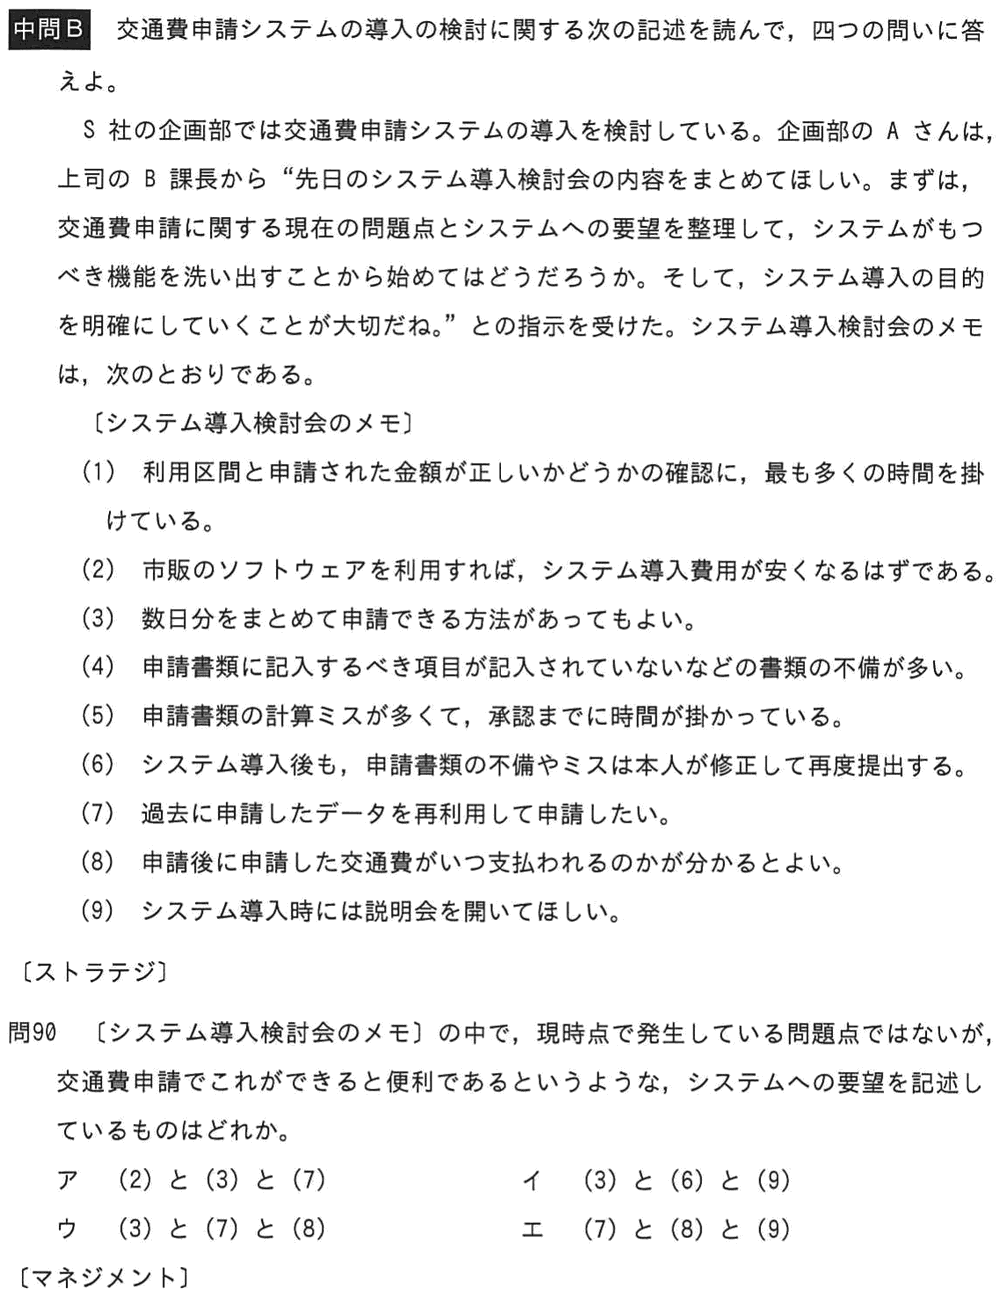 中問B 交通費申請システムの導入の検討に関する次の記述を読んで，四つの問いに答
えよ。
S 社の企画部では交通費申請システムの導入を検討している。企画部の A さんは，
上司の B 課長から“先日のシステム導入検討会の内容をまとめてほしい。まずは，
交通費申請に関する現在の問題点とシステムへの要望を整理して，システムがもつ
べき機能を洗い出すことから始めてはどうだろうか。そして，システム導入の目的
を明確にしていくことが大切だね。”との指示を受けた。システム導入検討会のメモ
は，次のとおりである。
〔システム導入検討会のメモ〕
(1) 利用区間と申請された金額が正しいかどうかの確認に，最も多くの時間を掛
けている。
(2) 市販のソフトウェアを利用すれば，システム導入費用が安くなるはずである。
(3) 数日分をまとめて申請できる方法があってもよい。
(4) 申請書類に記入するべき項目が記入されていないなどの書類の不備が多い。
(5) 申請書類の計算ミスが多くて，承認までに時間が掛かっている。
(6) システム導入後も，申請書類の不備やミスは本人が修正して再度提出する。
(7) 過去に申請したデータを再利用して申請したい。
(8) 申請後に申請した交通費がいつ支払われるのかが分かるとよい。
(9) システム導入時には説明会を開いてほしい。
〔ストラテジ〕
問90 〔システム導入検討会のメモ〕の中で，現時点で発生している問題点ではないが，
交通費申請でこれができると便利であるというような，システムへの要望を記述し
ているものはどれか。
ア (2) と (3) と (7) イ (3) と (6) と (9)
ウ (3) と (7) と (8) エ (7) と (8) と (9)
〔マネジメント〕